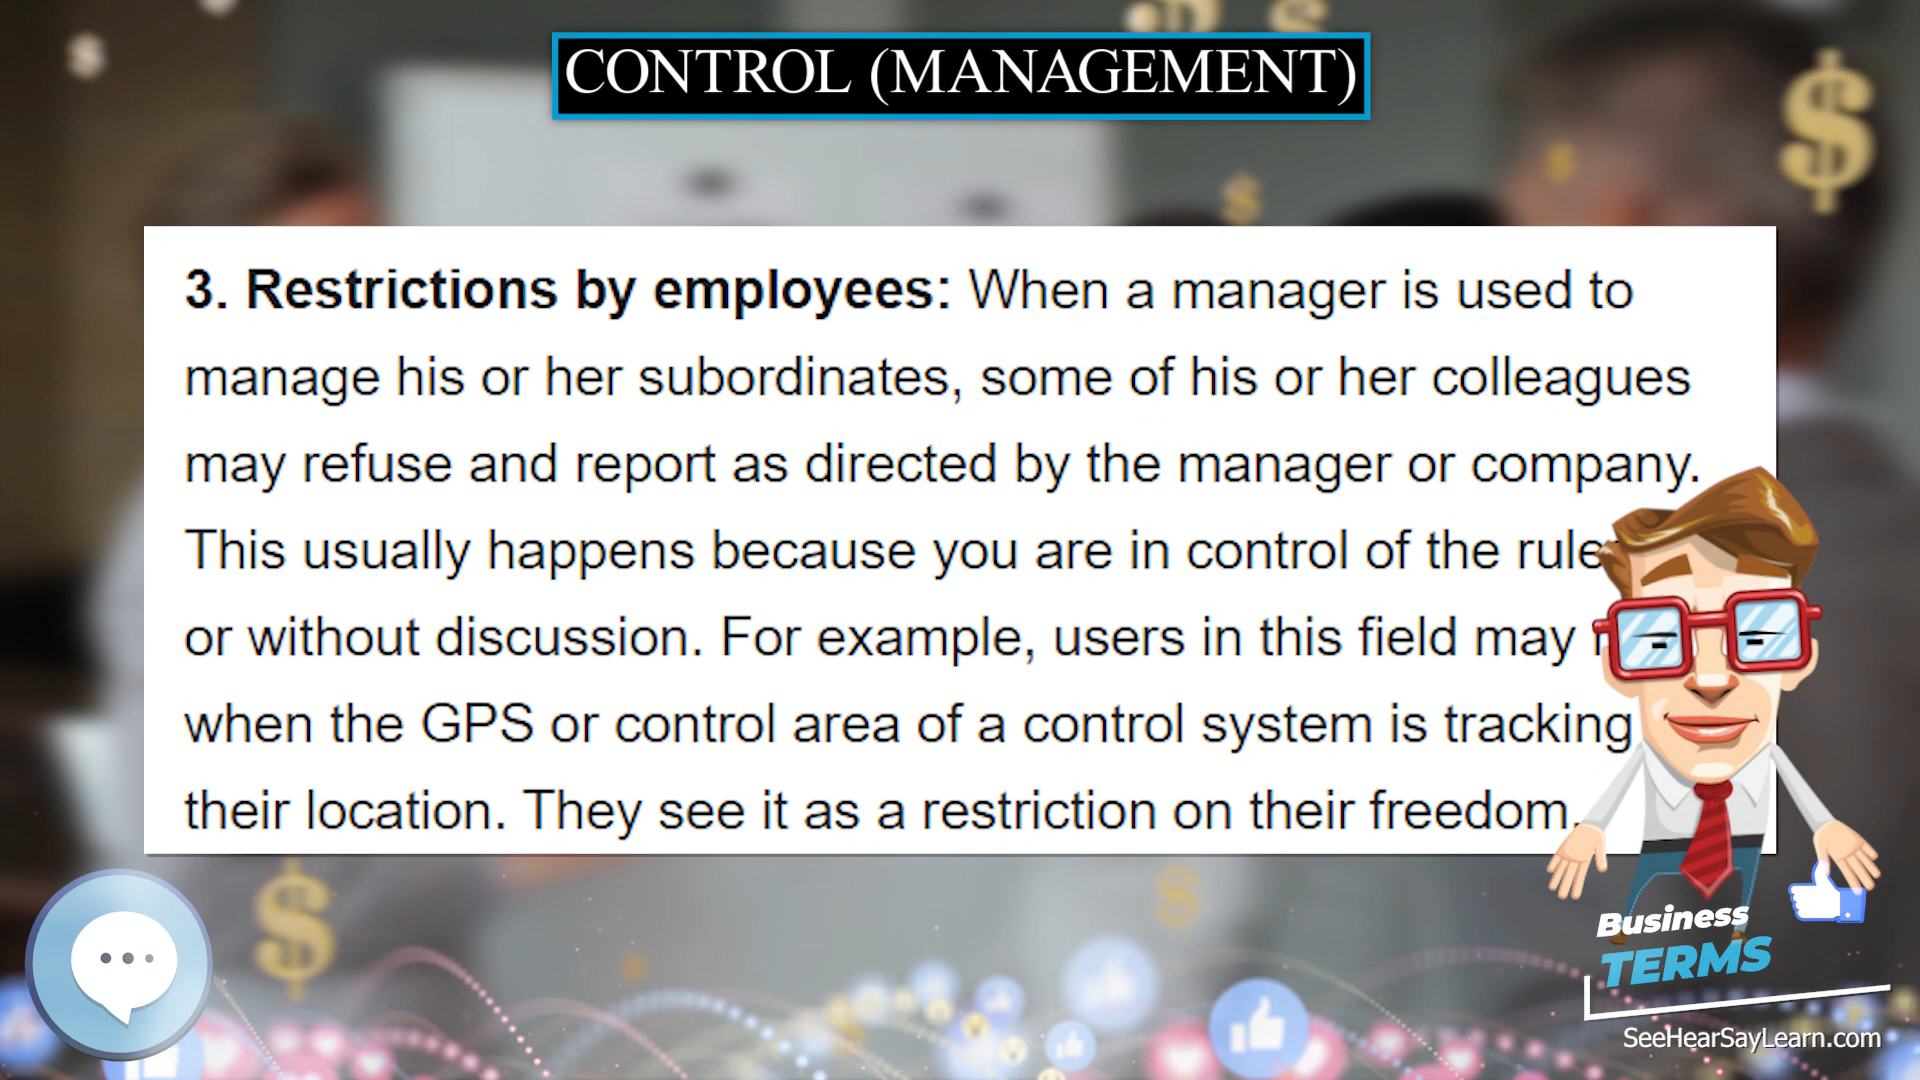 CONTROL (MANAGEMENT)
3. Restrictions by employees: When a manager is used to
manage his or her subordinates, some of his or her colleagues
may refuse and report as directed by the manager or company.
This usually happens because you are in control of the
or without discussion. For example, users in this field may
when the GPS or control area of a control system is tracking
their location. They see it as a restriction on their freedom.
Business
TERMS
SeeHearSayLearn.com